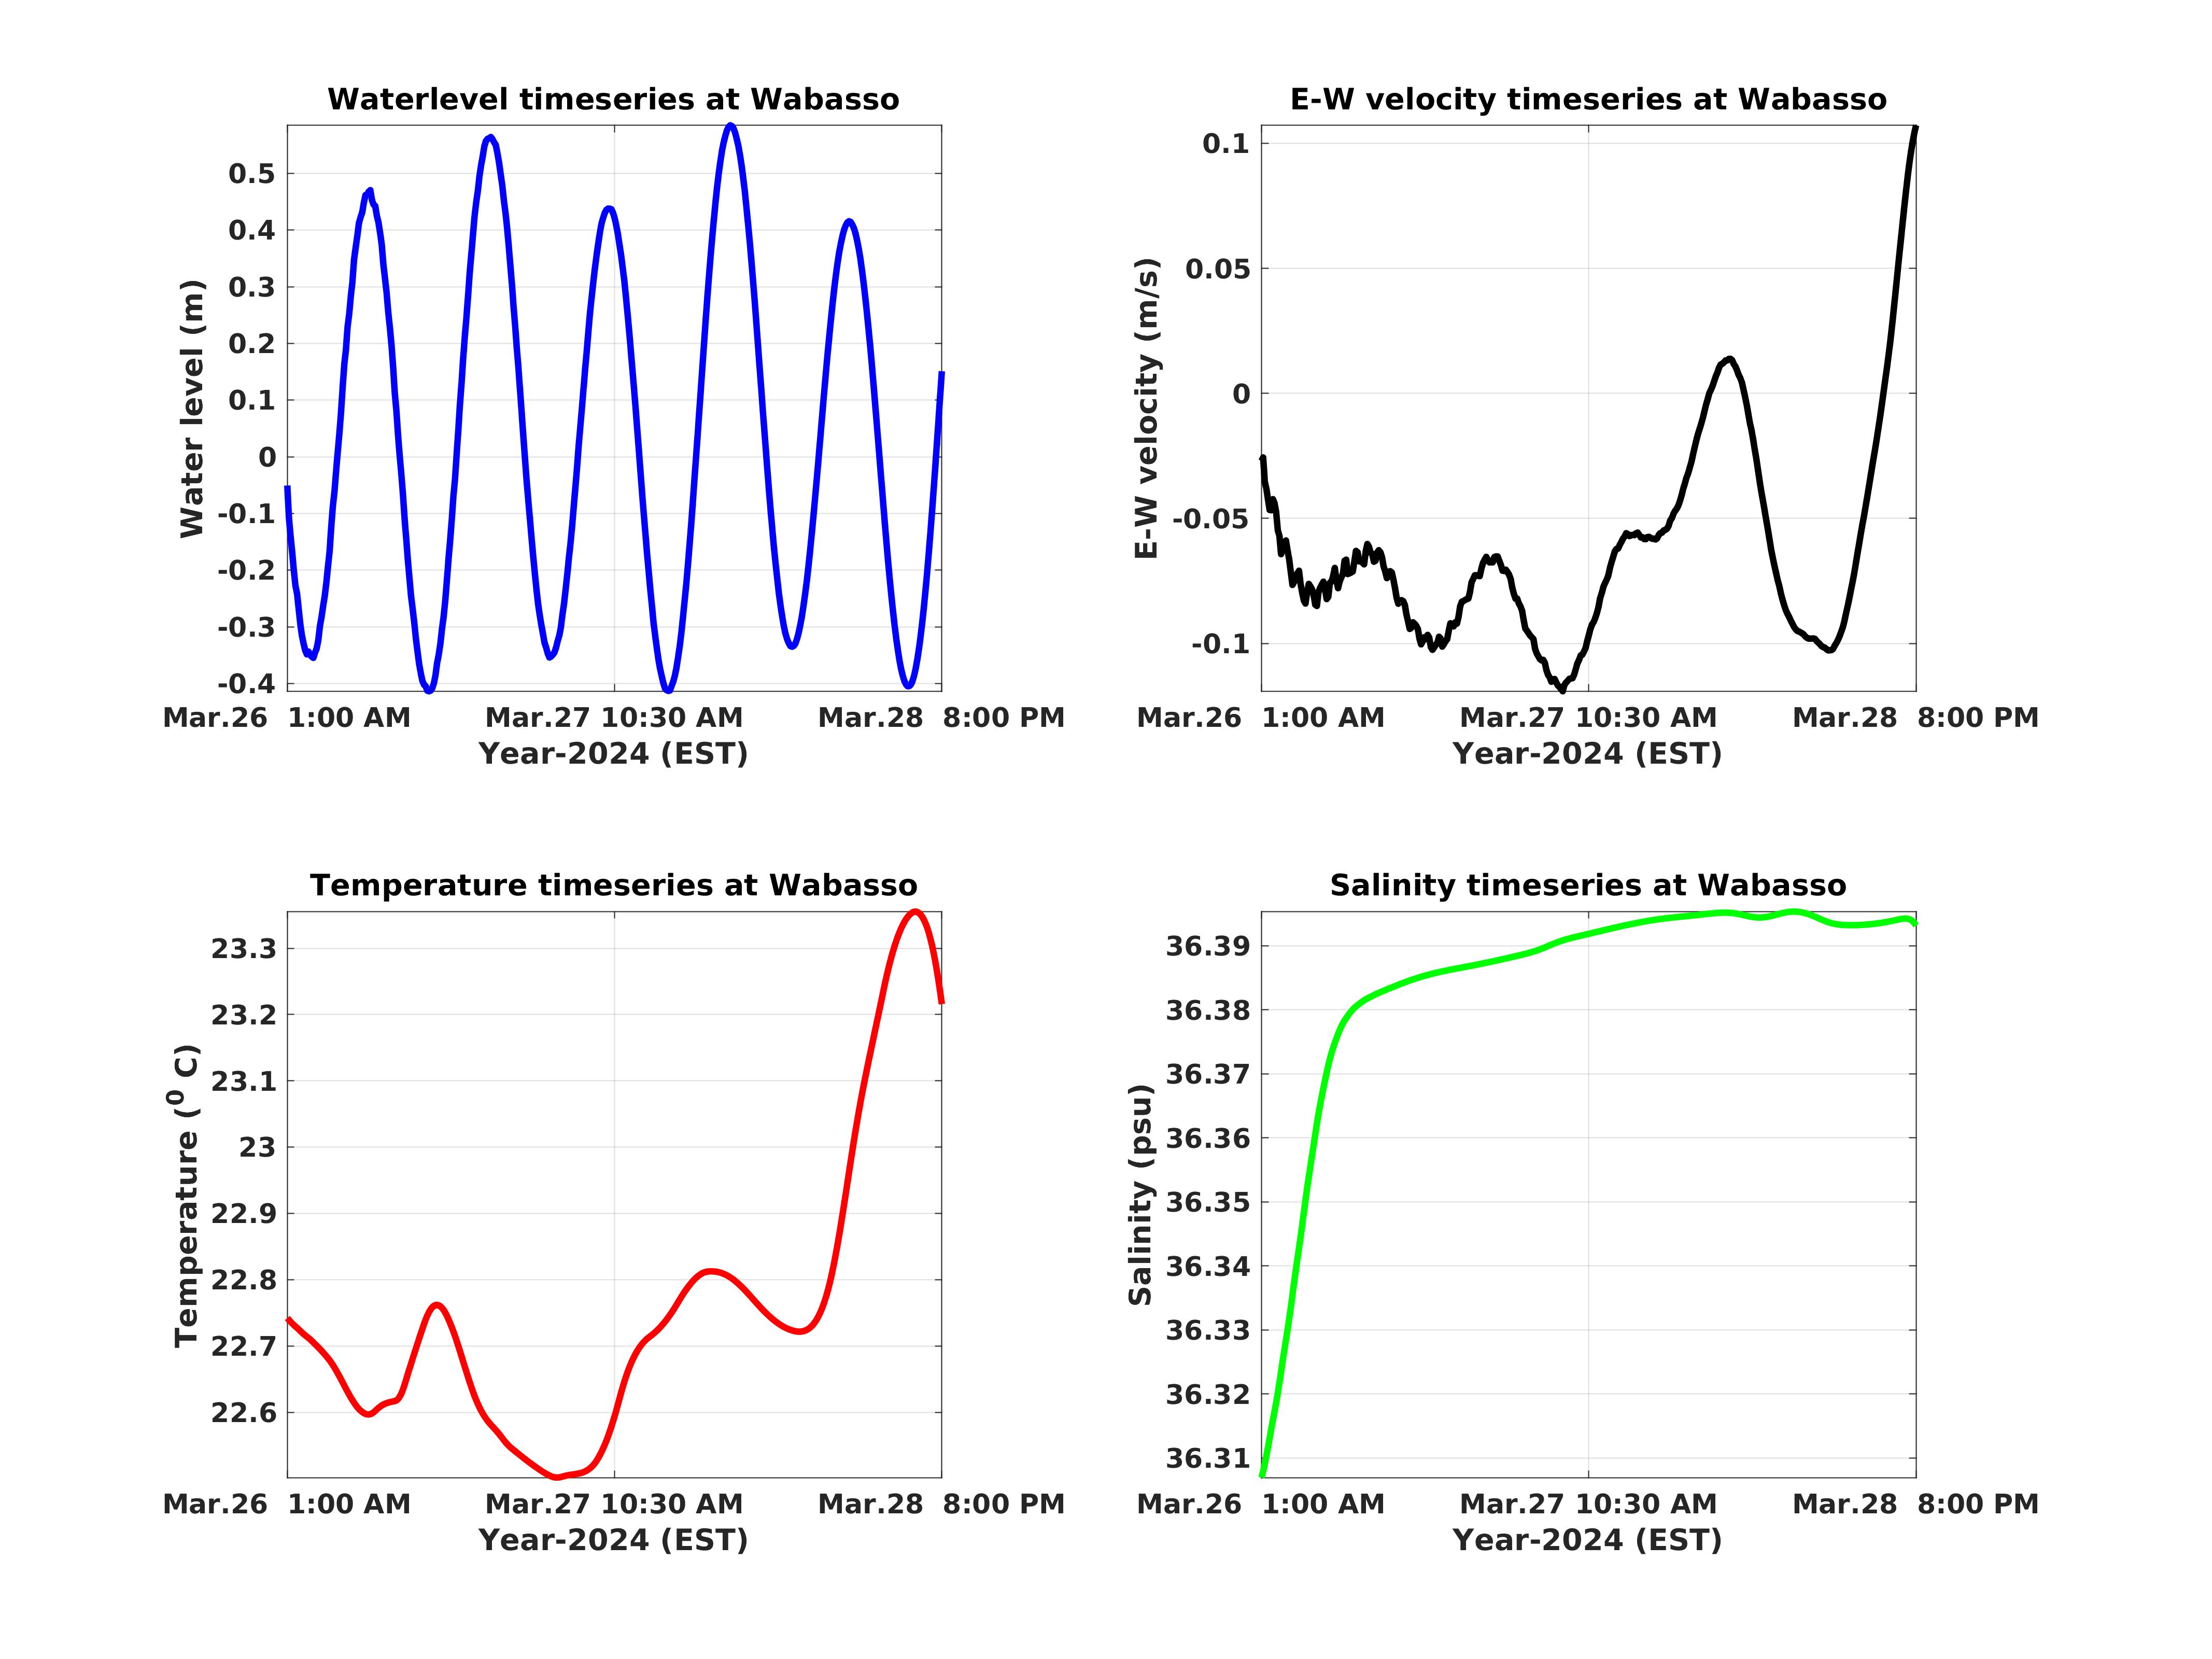 Waterlevel timeseries at Wabasso
Water level (m)
0.5
0.4
0.3
0.2
0.1
0
-0.1
-0.2
-0.3
-0.4
Mar.26 1:00 AM Mar.27 10:30 AM Mar.28 8:00 PM
Year-2024 (EST)
E-W velocity timeseries at Wabasso
E-W velocity (m/s)
0.1
0.05
0
-0.05
-0.1
Mar.26 1:00 AM Mar.27 10:30 AM Mar.28 8:00 PM
Year-2024 (EST)
Temperature timeseries at Wabasso
Temperature (⁰ C)
23.3
23.2
23.1
23
22.9
22.8
22.7
22.6
Mar.26 1:00 AM Mar.27 10:30 AM Mar.28 8:00 PM
Year-2024 (EST)
Salinity timeseries at Wabasso
Salinity (psu)
36.39
36.38
36.37
36.36
36.35
36.34
36.33
36.32
36.31
Mar.26 1:00 AM Mar.27 10:30 AM Mar.28 8:00 PM
Year-2024 (EST)